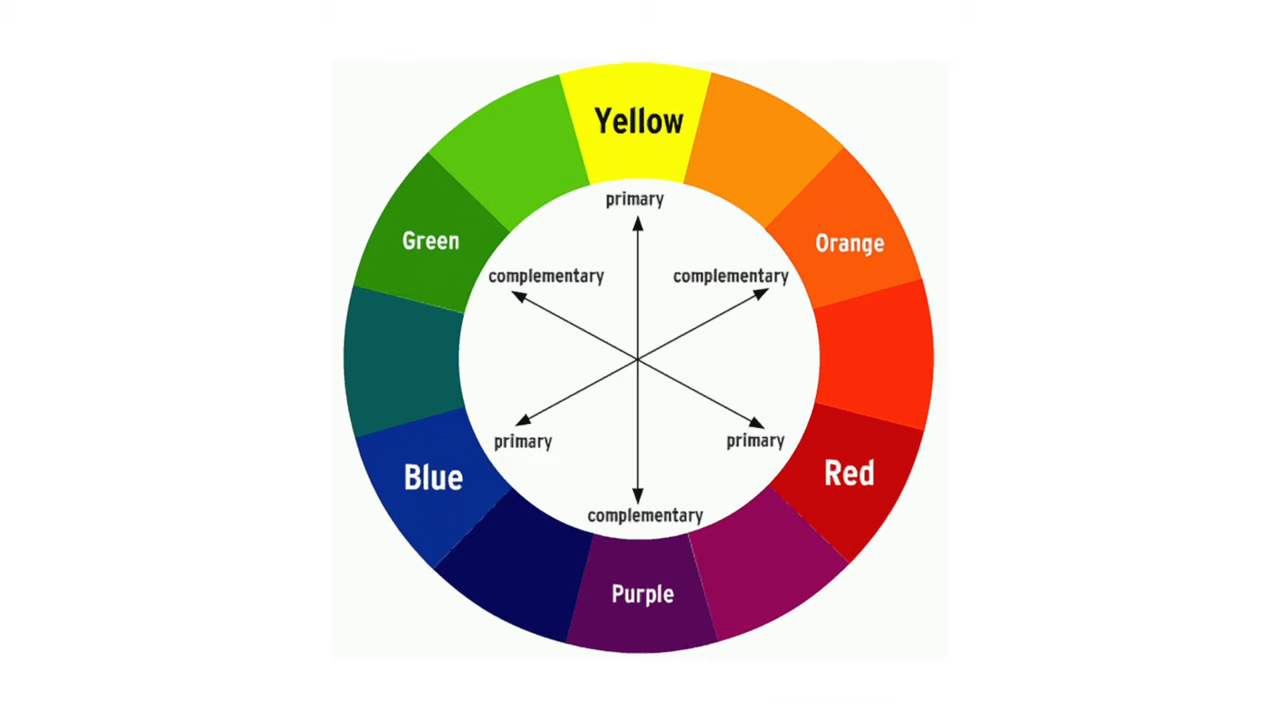 Yellow
primary
Green
Orange
complementary
complementary
primary
primary
Blue
Red
complementary
Purple